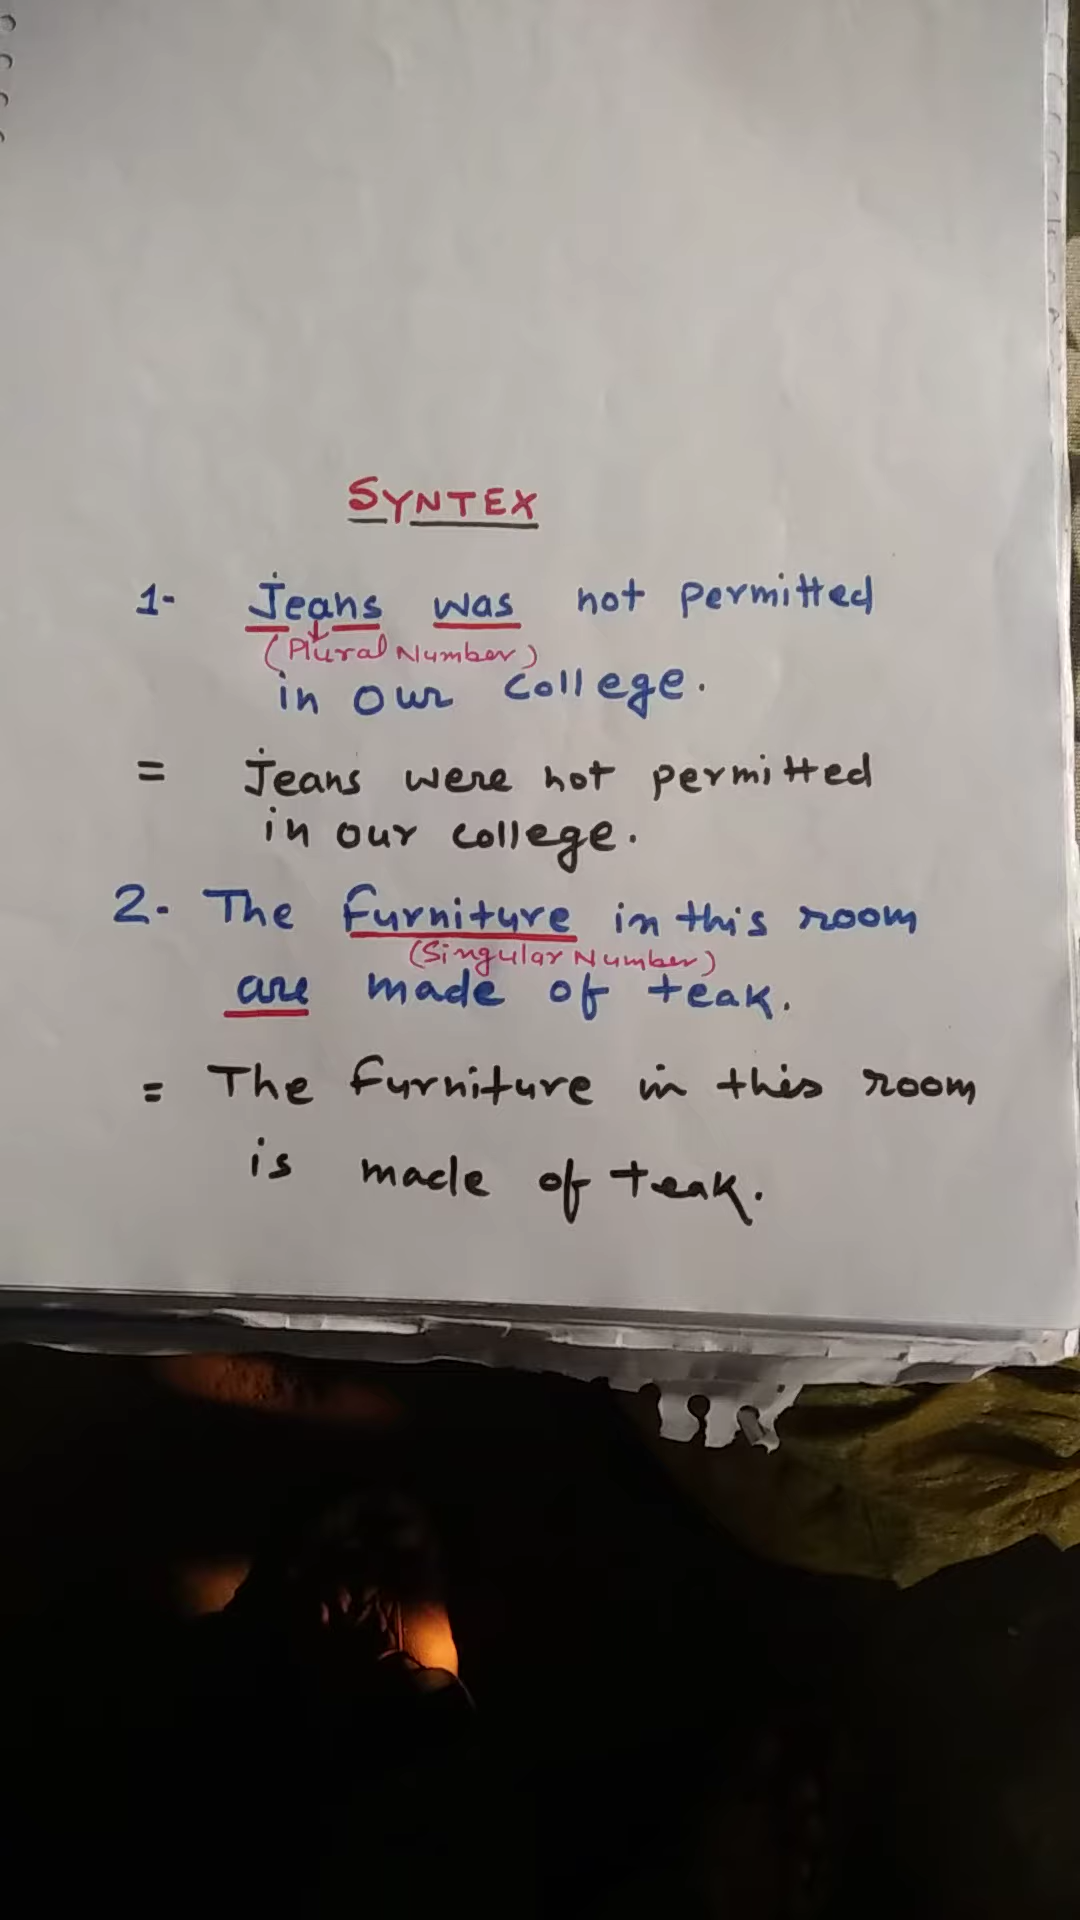 SYNTEX
1- Jeans was not permitted
(Plural Number)
in our college.
= Jeans were not permitted
in our college.
2- The furniture in this room
(Singular Number)
are made of teak.
= The furniture in this room
is made of teak.